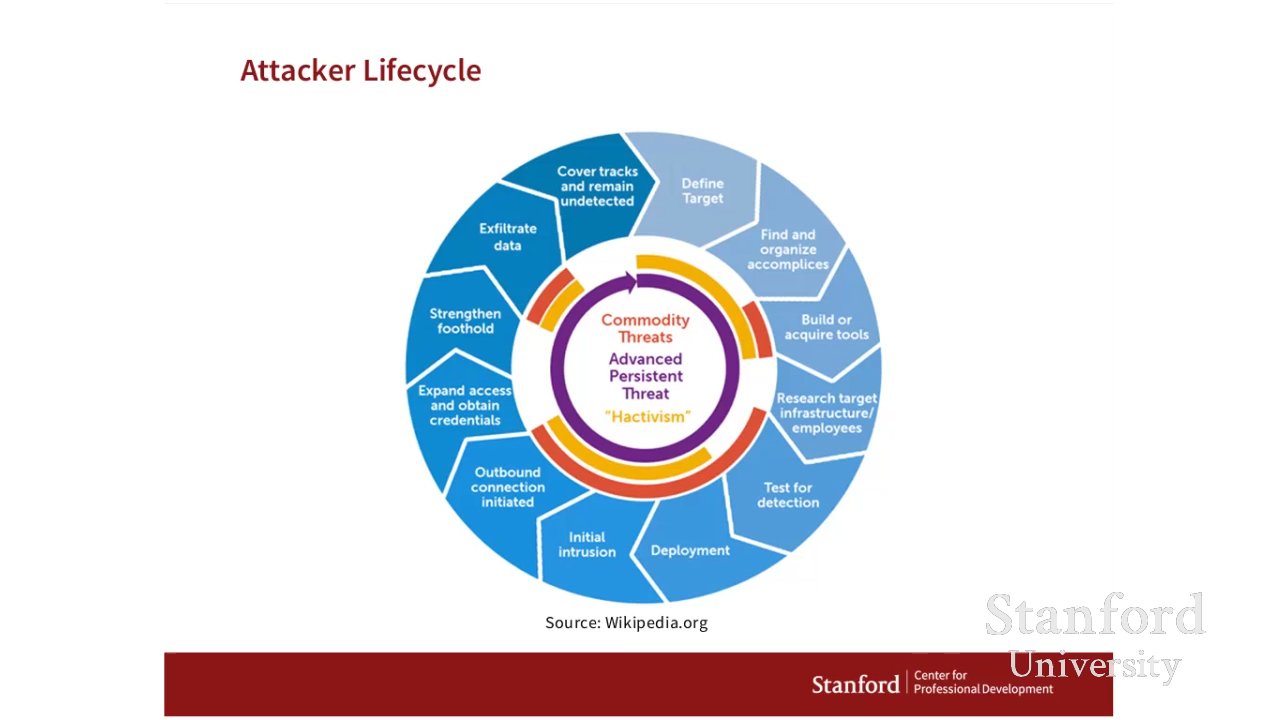 Attacker Lifecycle
Cover tracks
and remain
undetected
Define
Target
Find and
organize
accomplices
Build or
acquire tools
Research target
infrastructure/
employees
Test for
detection
Deployment
Initial
intrusion
Outbound
connection
initiated
Expand access
and obtain
credentials
Strengthen
foothold
Exfiltrate
data
Commodity
Threats
Advanced
Persistent
Threat
"Hactivism"
Source: Wikipedia.org
Stanford
University
Stanford
Center for
Professional Development